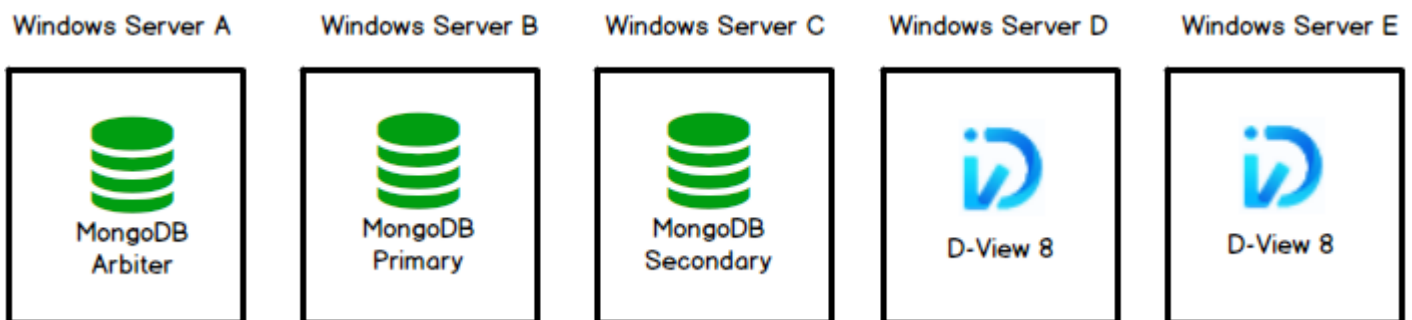 Windows Server A
Windows Server B
Windows Server C
Windows Server D
Windows Server E
MongoDB
Arbiter
MongoDB
Primary
MongoDB
Secondary
D-View 8
D-View 8